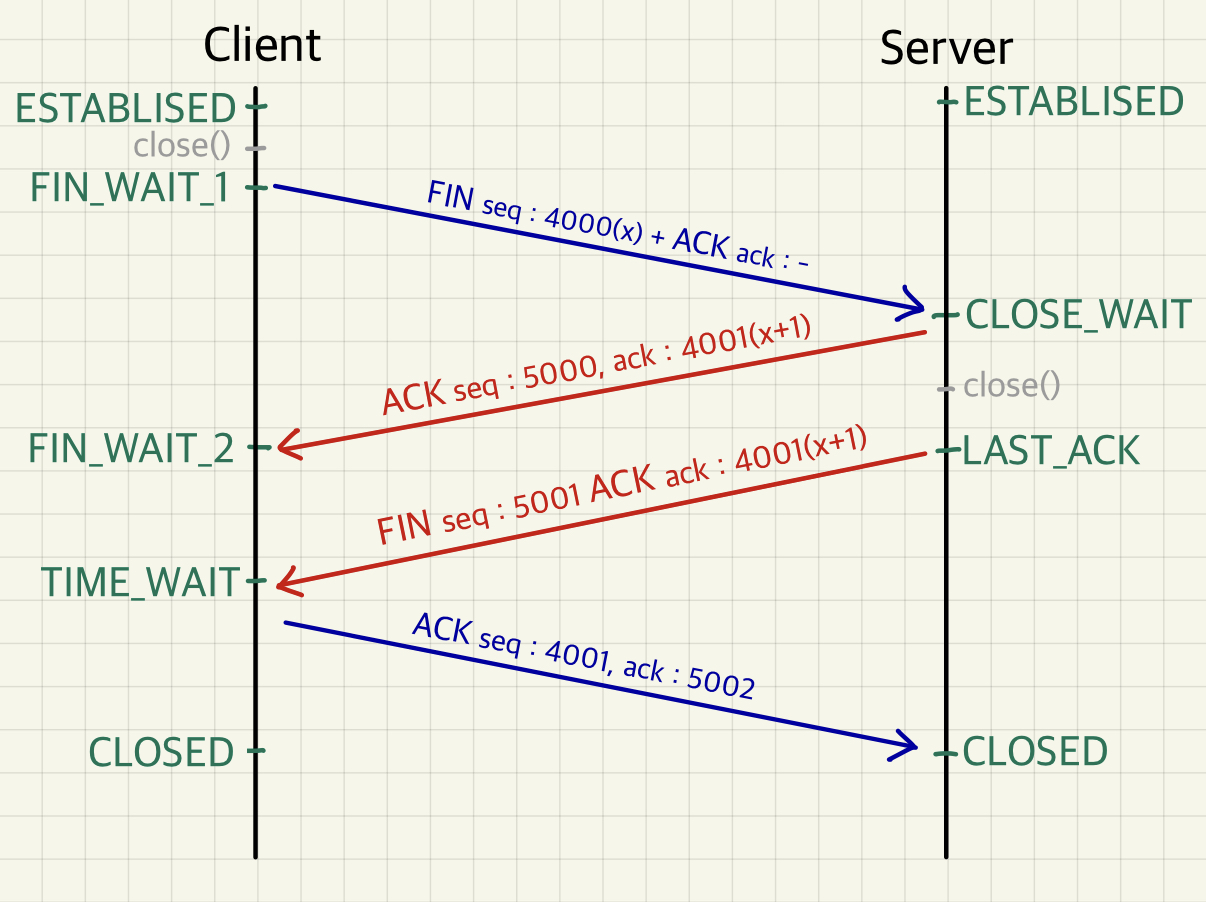 Client
Server
ESTABLISED
ESTABLISED
close()
FIN_WAIT_1
FIN seq : 4000(x) + ACK ack : -
CLOSE_WAIT
ACK seq : 5000, ack : 4001(x+1)
close()
FIN_WAIT_2
LAST_ACK
FIN seq : 5001 ACK ack : 4001(x+1)
TIME_WAIT
ACK seq : 4001, ack : 5002
CLOSED
CLOSED